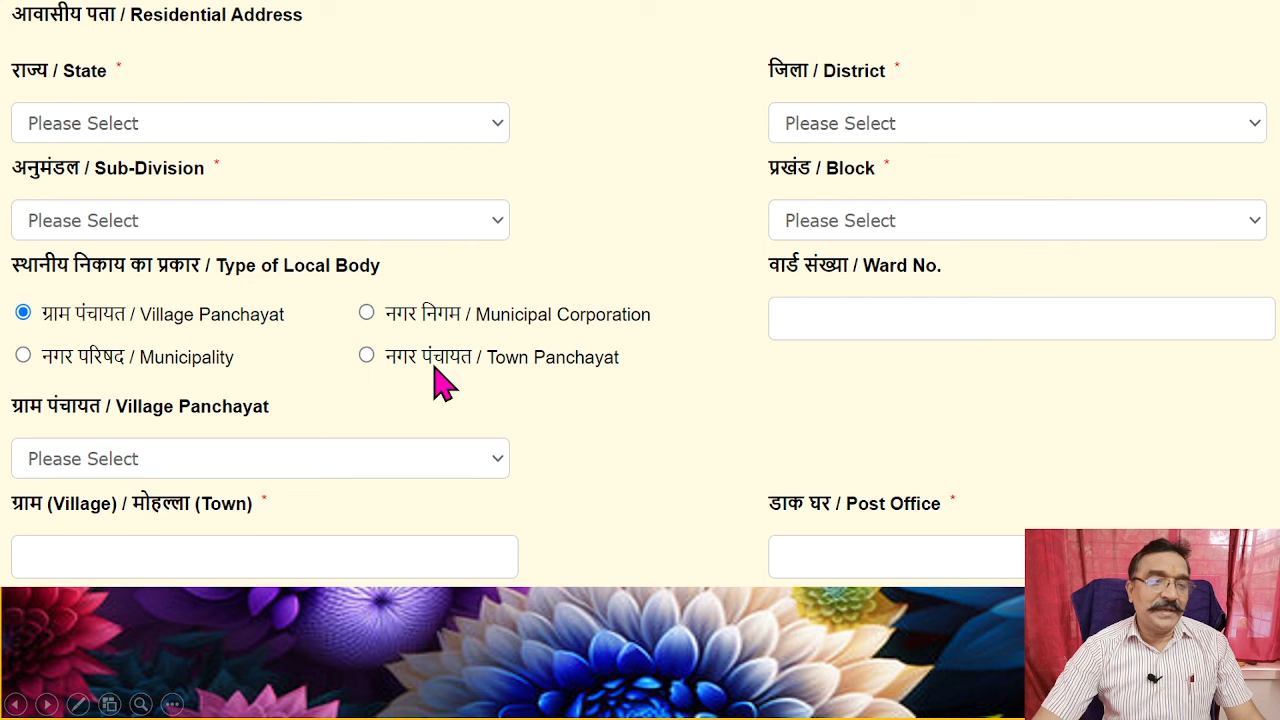 आवासीय पता / Residential Address
राज्य / State *
जिला / District *
Please Select
Please Select
अनुमंडल / Sub-Division *
प्रखंड / Block *
Please Select
Please Select
स्थानीय निकाय का प्रकार / Type of Local Body
वार्ड संख्या / Ward No.
ग्राम पंचायत / Village Panchayat
नगर निगम / Municipal Corporation
नगर परिषद / Municipality
नगर पंचायत / Town Panchayat
ग्राम पंचायत / Village Panchayat
Please Select
ग्राम (Village) / मोहल्ला (Town) *
डाक घर / Post Office *